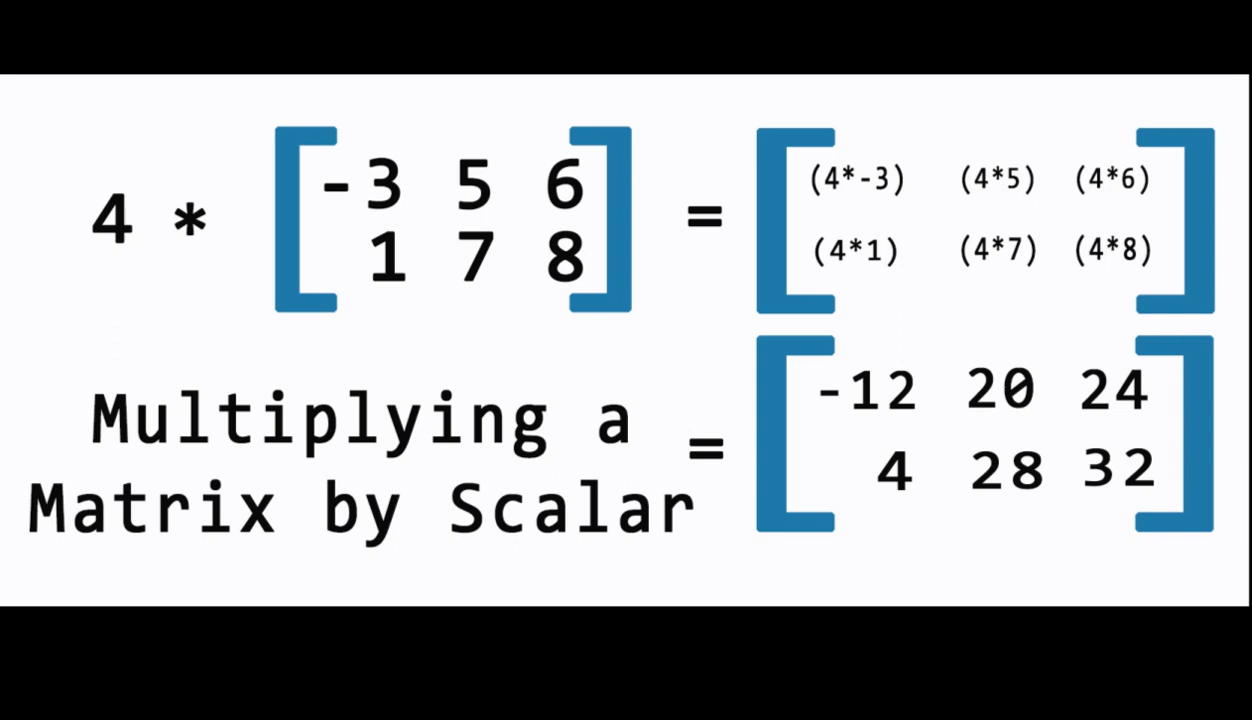 4 * [-3 5 6 = [(4*-3) (4*5) (4*6)
1 7 8] (4*1) (4*7) (4*8)]
Multiplying a
Matrix by Scalar
= [-12 20 24
4 28 32]